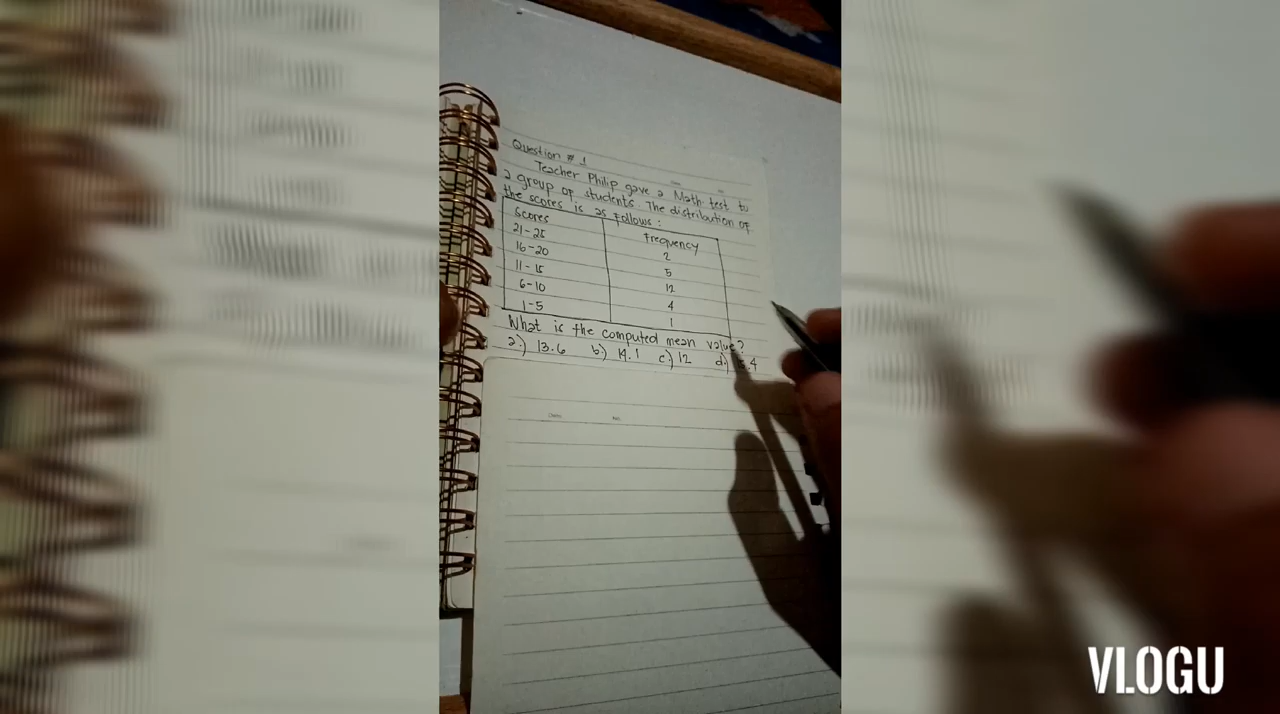 Question # 1
Teacher Philip gave a Math test to
a group of students. The distribution of
the scores is as follows:
Scores Frequency
21-25 2
16-20 5
11-15 12
6-10 4
1-5 1
What is the computed mean value?
a.) 13.6 b.) 14.1 c.) 12 d.)
VLOGU